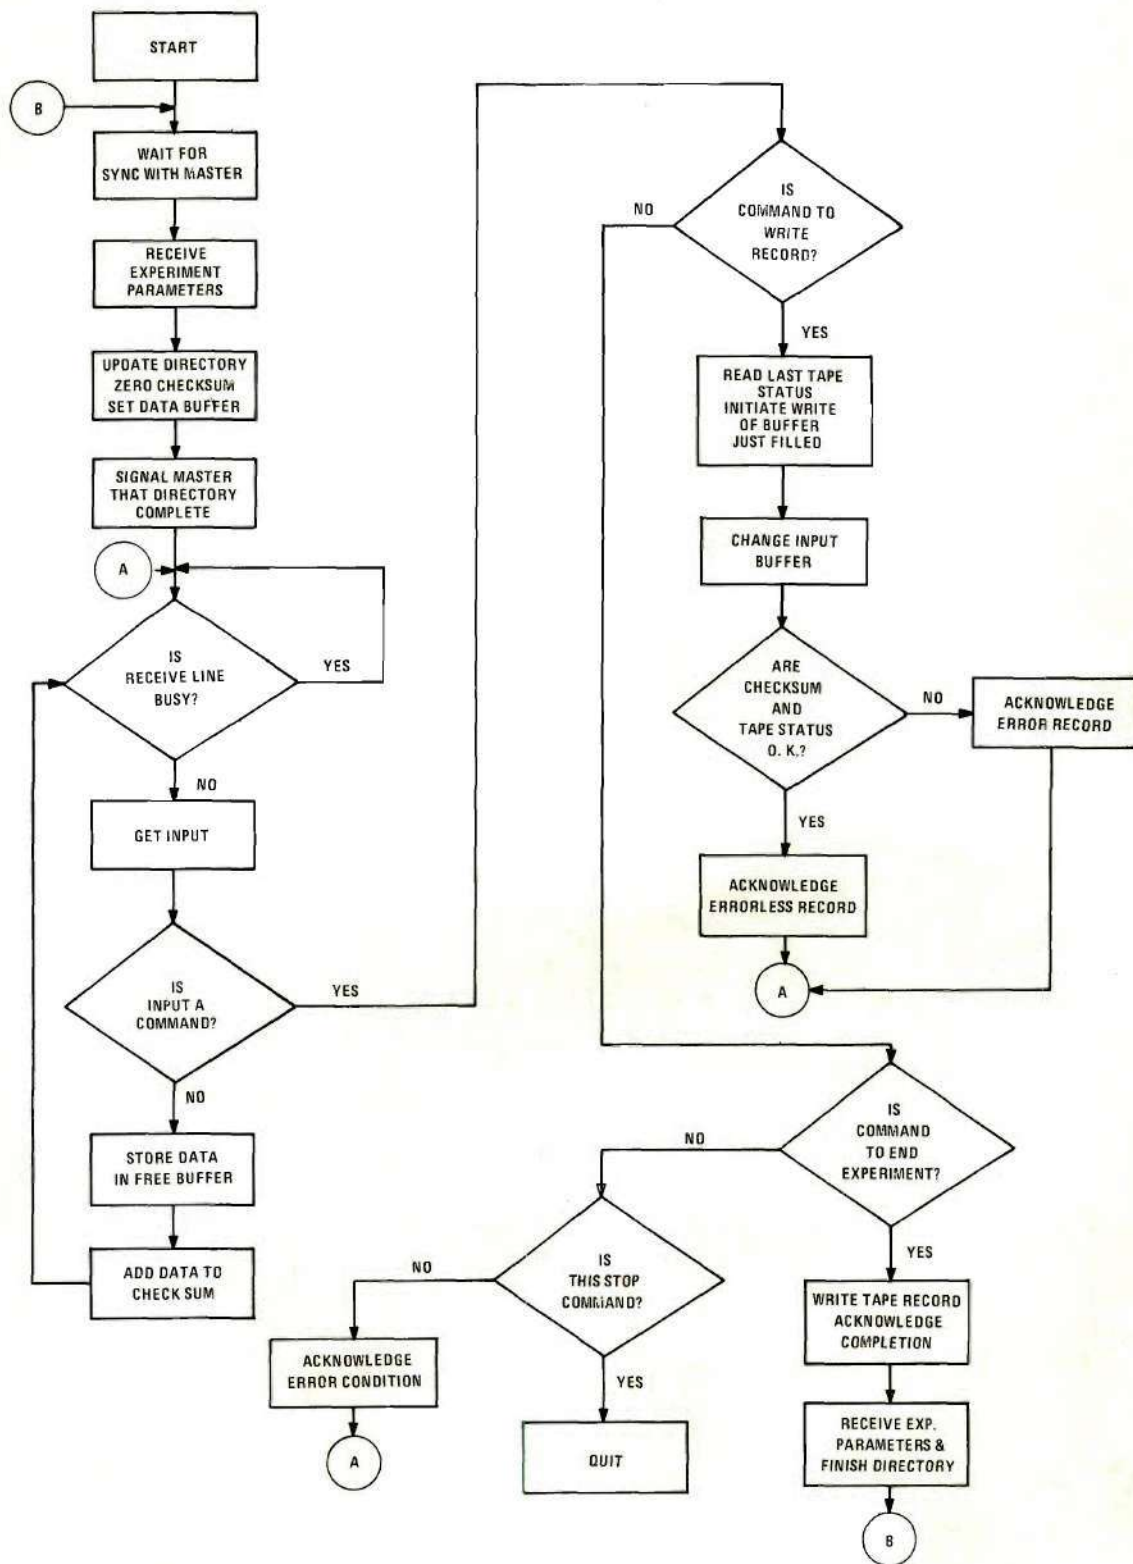 START
B
WAIT FOR
SYNC WITH MASTER
RECEIVE
EXPERIMENT
PARAMETERS
UPDATE DIRECTORY
ZERO CHECKSUM
SET DATA BUFFER
SIGNAL MASTER
THAT DIRECTORY
COMPLETE
A
IS
RECEIVE LINE
BUSY?
YES
NO
GET INPUT
IS
INPUT A
COMMAND?
YES
NO
STORE DATA
IN FREE BUFFER
ADD DATA TO
CHECK SUM
IS
COMMAND TO
WRITE
RECORD?
NO
YES
READ LAST TAPE
STATUS
INITIATE WRITE
OF BUFFER
JUST FILLED
CHANGE INPUT
BUFFER
ARE
CHECKSUM
AND
TAPE STATUS
O. K.?
NO
ACKNOWLEDGE
ERROR RECORD
YES
ACKNOWLEDGE
ERRORLESS RECORD
A
IS
COMMAND
TO END
EXPERIMENT?
NO
YES
WRITE TAPE RECORD
ACKNOWLEDGE
COMPLETION
RECEIVE EXP.
PARAMETERS &
FINISH DIRECTORY
B
IS
THIS STOP
COMMAND?
NO
ACKNOWLEDGE
ERROR CONDITION
A
YES
QUIT